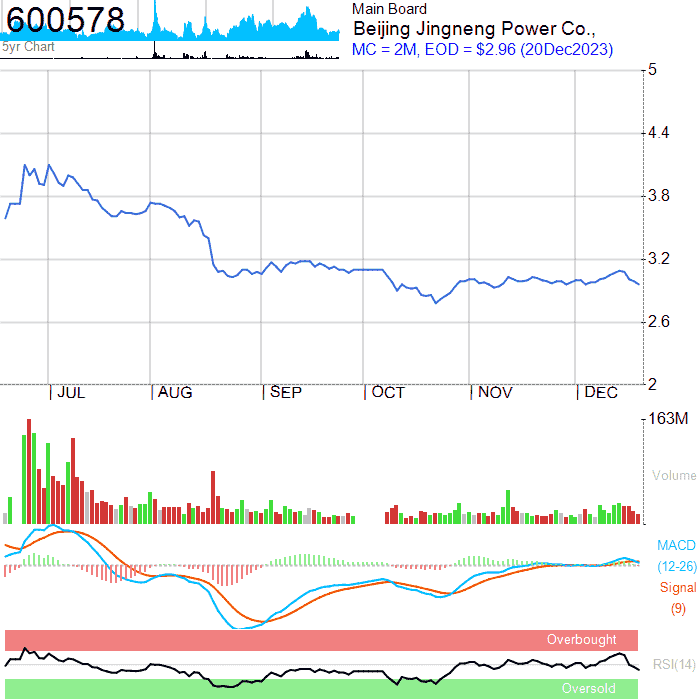 600578
5yr Chart
Main Board
Beijing Jingneng Power Co.,
MC = 2M, EOD = $2.96 (20Dec2023)
5
4.4
3.8
3.2
2.6
2
JUL AUG SEP OCT NOV DEC
163M
Volume
MACD
(12-26)
Signal
(9)
Overbought
RSI(14)
Oversold